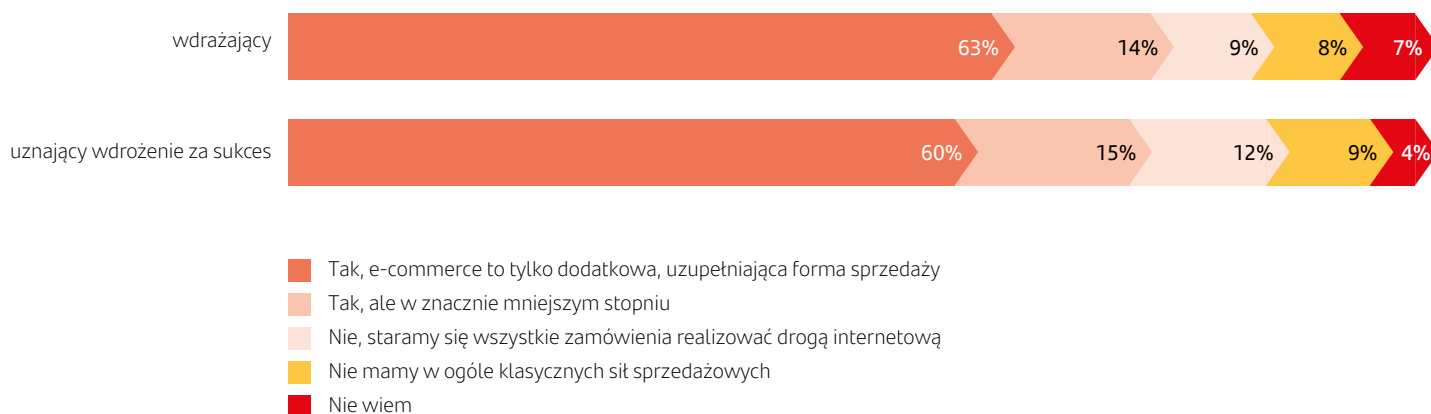 wdrażający
63%
14%
9%
8%
7%
uznający wdrożenie za sukces
60%
15%
12%
9%
4%
Tak, e-commerce to tylko dodatkowa, uzupełniająca forma sprzedaży
Tak, ale w znacznie mniejszym stopniu
Nie, staramy się wszystkie zamówienia realizować drogą internetową
Nie mamy w ogóle klasycznych sił sprzedażowych
Nie wiem